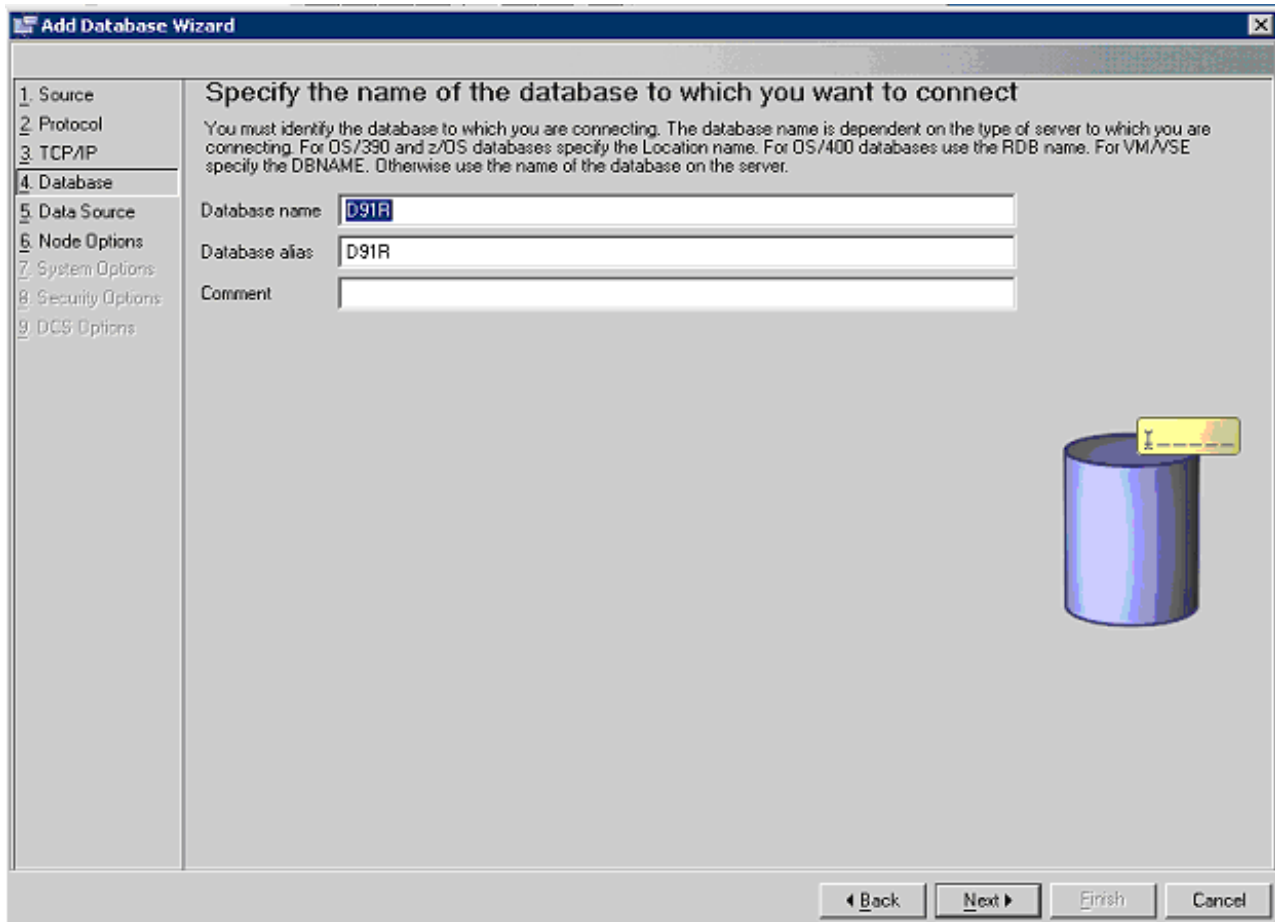 Add Database Wizard
1. Source
2. Protocol
3. TCP/IP
4. Database
5. Data Source
6. Node Options
7. System Options
8. Security Options
9. DCS Options
Specify the name of the database to which you want to connect
You must identify the database to which you are connecting. The database name is dependent on the type of server to which you are
connecting. For OS/390 and z/OS databases specify the Location name. For OS/400 databases use the RDB name. For VM/VSE
specify the DBNAME. Otherwise use the name of the database on the server.
Database name D91R
Database alias D91R
Comment
Back Next Finish Cancel